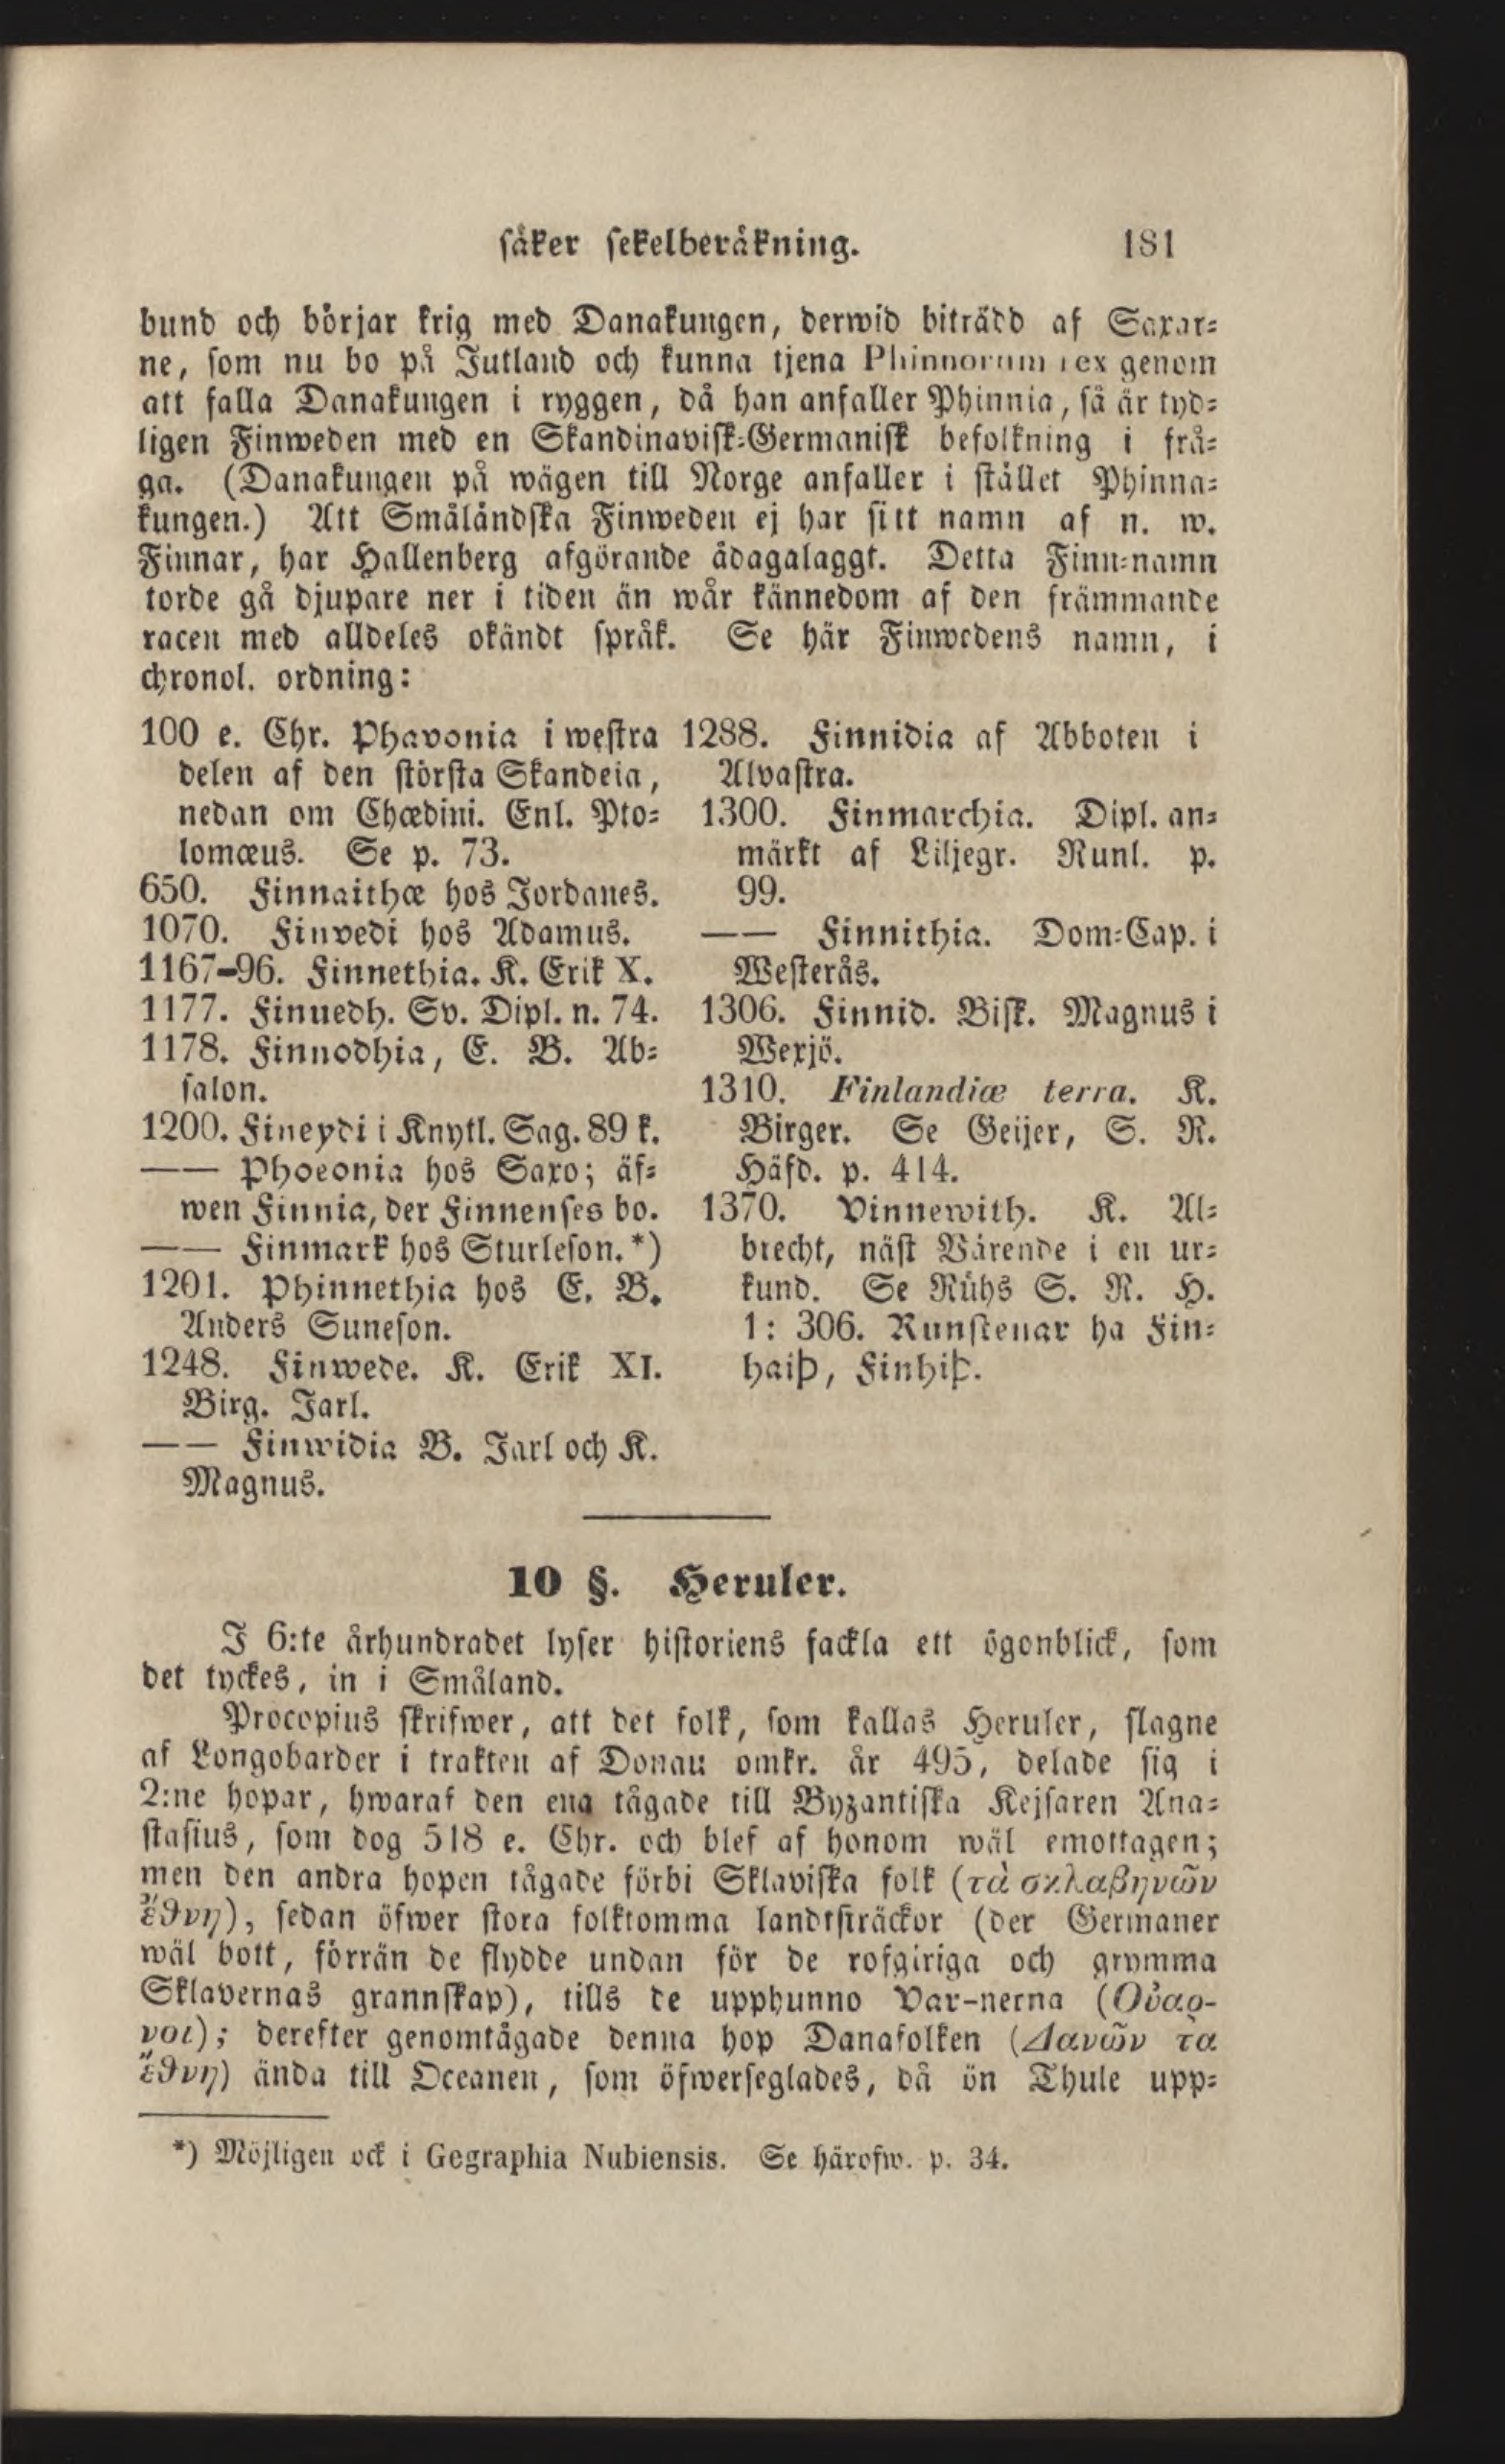 säker sekelberäkning. 181
bund och börjar krig med Danakungen, derwid biträdd af Saxar-
ne, som nu bo på Jutland och kunna tjena Phinnorum rex genom
att falla Danakungen i ryggen, då han anfaller Phinnia, så är tyd-
ligen Finweden med en Skandinavisk-Germanisk befolkning i frå-
ga. (Danakungen på wägen till Norge anfaller i stället Phinna-
kungen.) Att Småländska Finweden ej har sitt namn af n. w.
Finnar, har Hallenberg afgörande ådagalaggt. Detta Finn-namn
torde gå djupare ner i tiden än wår kännedom af den främmande
racen med alldeles okändt språk. Se här Finwedens namn, i
chronol. ordning:
100 e. Chr. Phavonia i westra
delen af den största Skandeia,
nedan om Chædini. Enl. Pto-
lomæus. Se p. 73.
650. Finnaithæ hos Jordanes.
1070. Finvedi hos Adamus.
1167-96. Finnethia. K. Erik X.
1177. Finuedh. Sv. Dipl. n. 74.
1178. Finnodhia, E. B. Ab-
salon.
1200. Fineydi i Knytl. Sag. 89 k.
—— Phoeonia hos Saxo; äf-
wen Finnia, der Finnenses bo.
—— Finmark hos Sturleson. *)
1201. Phinnethia hos E. B.
Anders Suneson.
1248. Finwede. K. Erik XI.
Birg. Jarl.
—— Finwidia B. Jarl och K.
Magnus.
1288. Finnidia af Abboten i
Alvastra.
1300. Finmarchia. Dipl. an-
märkt af Liljegr. Runl. p.
99.
—— Finnithia. Dom-Cap. i
Westerås.
1306. Finnid. Bisk. Magnus i
Wexjö.
1310. Finlandiæ terra. K.
Birger. Se Geijer, S. R.
Häfd. p. 414.
1370. Vinnewith. K. Al-
brecht, näst Värende i en ur-
kund. Se Rühs S. R. H.
1: 306. Runstenar ha Fin-
haiþ, Finhiþ.
10 §. Heruler.
I 6:te århundradet lyser historiens fackla ett ögonblick, som
det tyckes, in i Småland.
Procopius skrifwer, att det folk, som kallas Heruler, slagne
af Longobarder i trakten af Donau omkr. år 495, delade sig i
2:ne hopar, hwaraf den ena tågade till Byzantiska Kejsaren Ana-
stasius, som dog 518 e. Chr. och blef af honom wäl emottagen;
men den andra hopen tågade förbi Sklaviska folk (τὰ σκλαβηνῶν
ἔθνη), sedan öfwer stora folktomma landtsträckor (der Germaner
wäl bott, förrän de flydde undan för de rofgiriga och grymma
Sklavernas grannskap), tills de upphunno Var-nerna (Οὐαρ-
νοι); derefter genomtågade denna hop Danafolken (Δανῶν τὰ
ἔθνη) ända till Oceanen, som öfwerseglades, då ön Thule upp-
*) Möjligen ock i Gegraphia Nubiensis. Se härofw. p. 34.